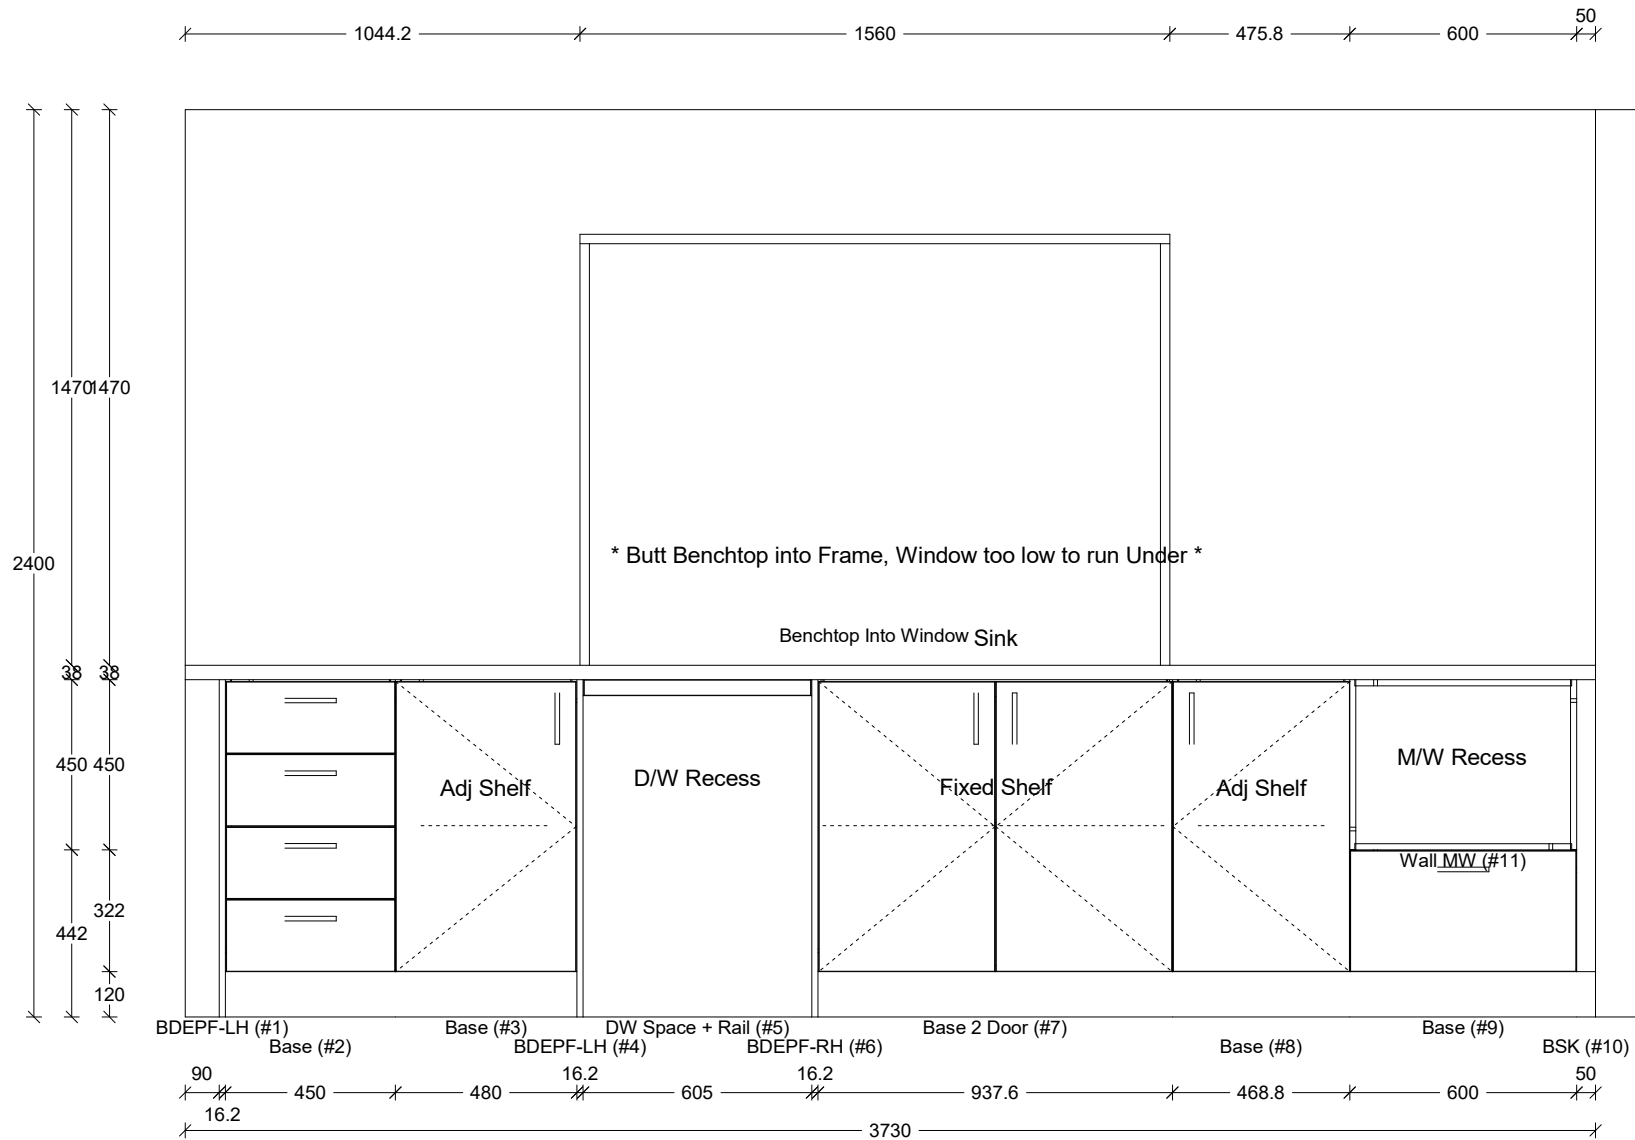 50
1044.2 1560 475.8 600
1470 1470
2400
* Butt Benchtop into Frame, Window too low to run Under *
Benchtop Into Window Sink
38 38
450 450
Adj Shelf D/W Recess Fixed Shelf Adj Shelf M/W Recess
Wall MW (#11)
322
442
120
BDEPF-LH (#1) Base (#3) DW Space + Rail (#5) Base 2 Door (#7) Base (#9)
Base (#2) BDEPF-LH (#4) BDEPF-RH (#6) Base (#8) BSK (#10)
90 16.2 16.2 50
450 480 605 937.6 468.8 600
16.2
3730